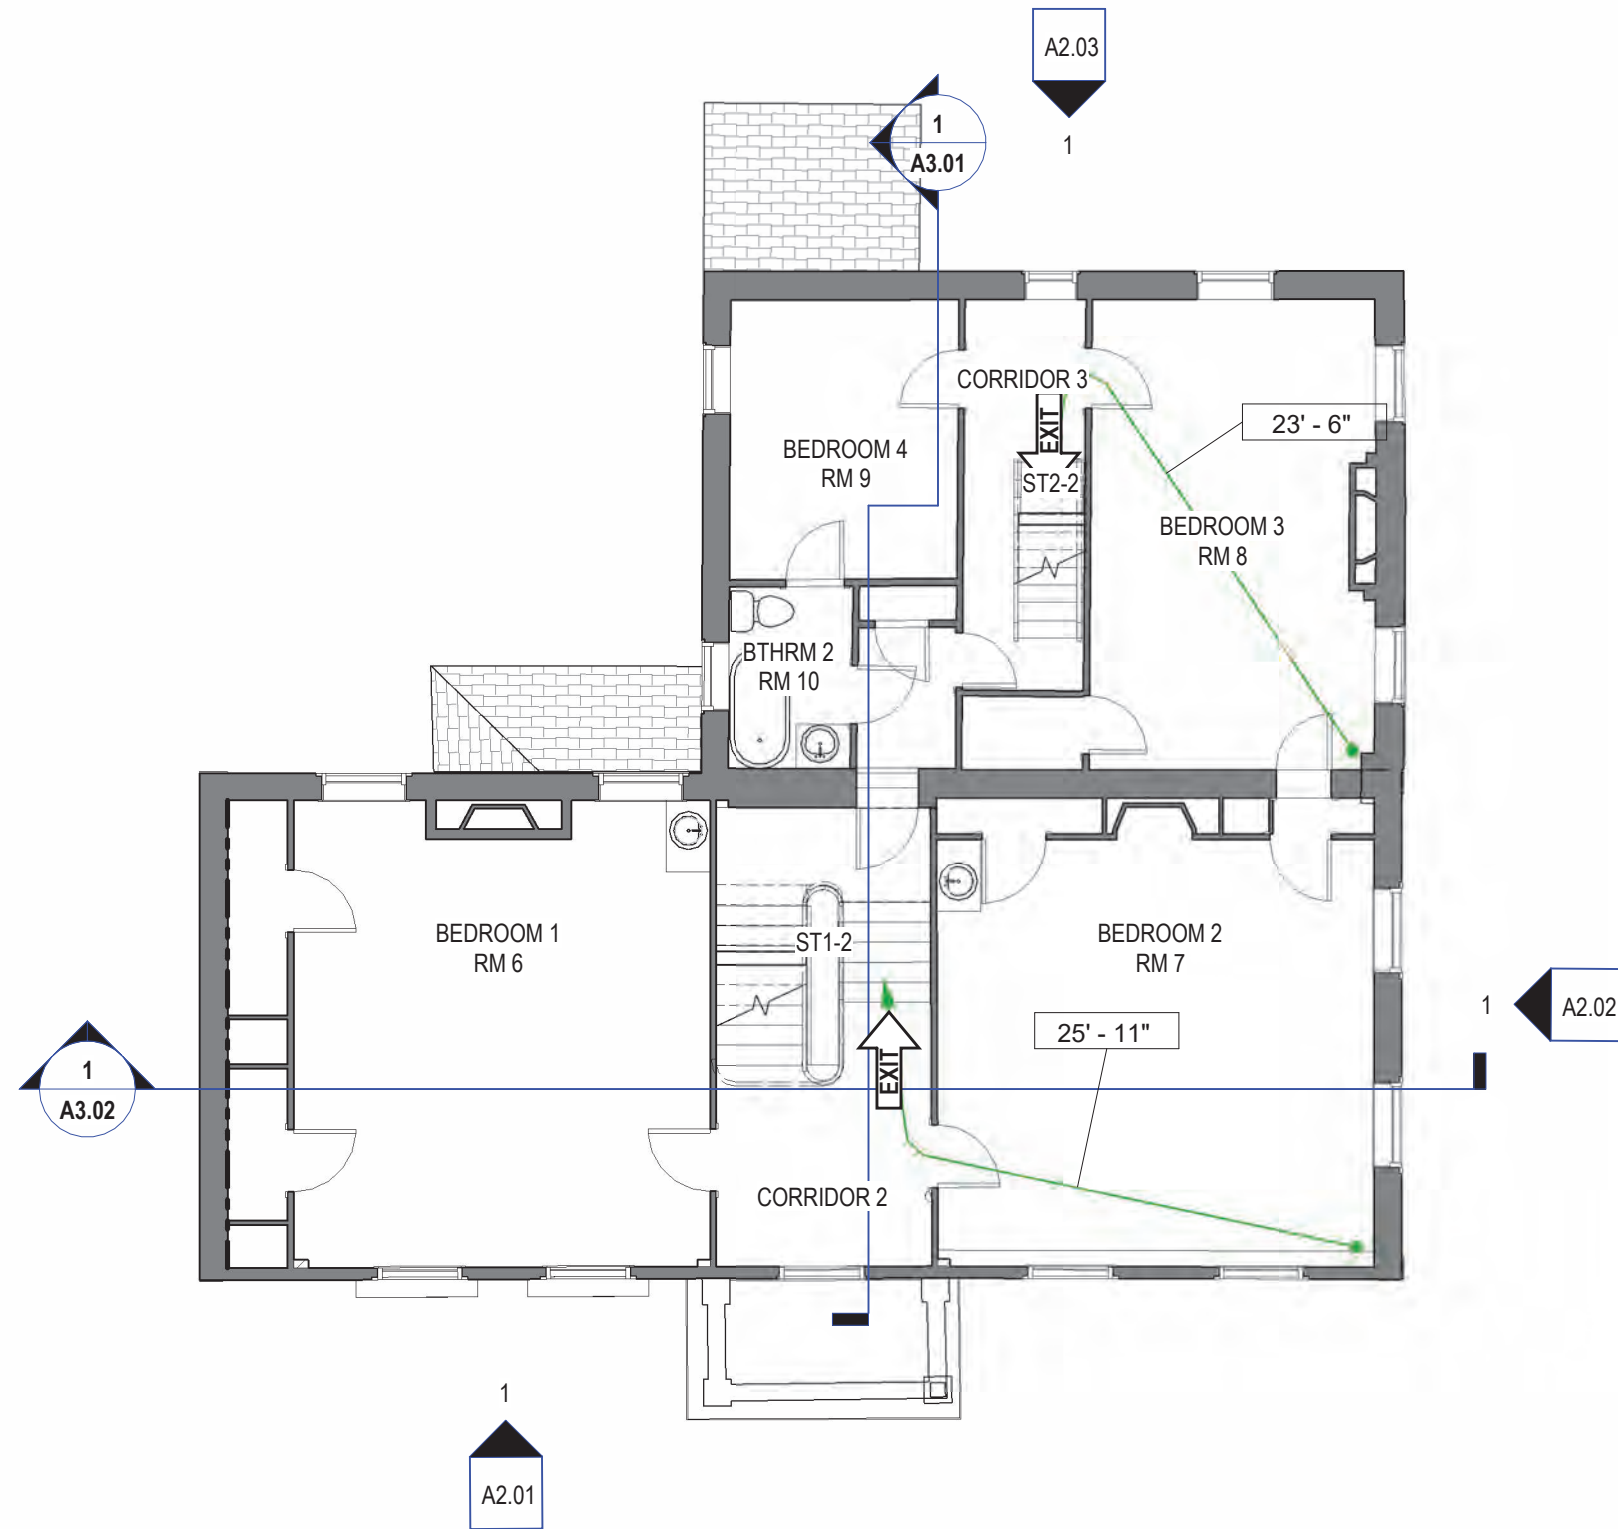 A2.03
1
1
A3.01
CORRIDOR 3
EXIT
23' - 6"
BEDROOM 4
RM 9
ST2-2
BEDROOM 3
RM 8
BTHRM 2
RM 10
BEDROOM 1
RM 6
ST1-2
BEDROOM 2
RM 7
1
A2.02
25' - 11"
EXIT
1
A3.02
CORRIDOR 2
1
A2.01